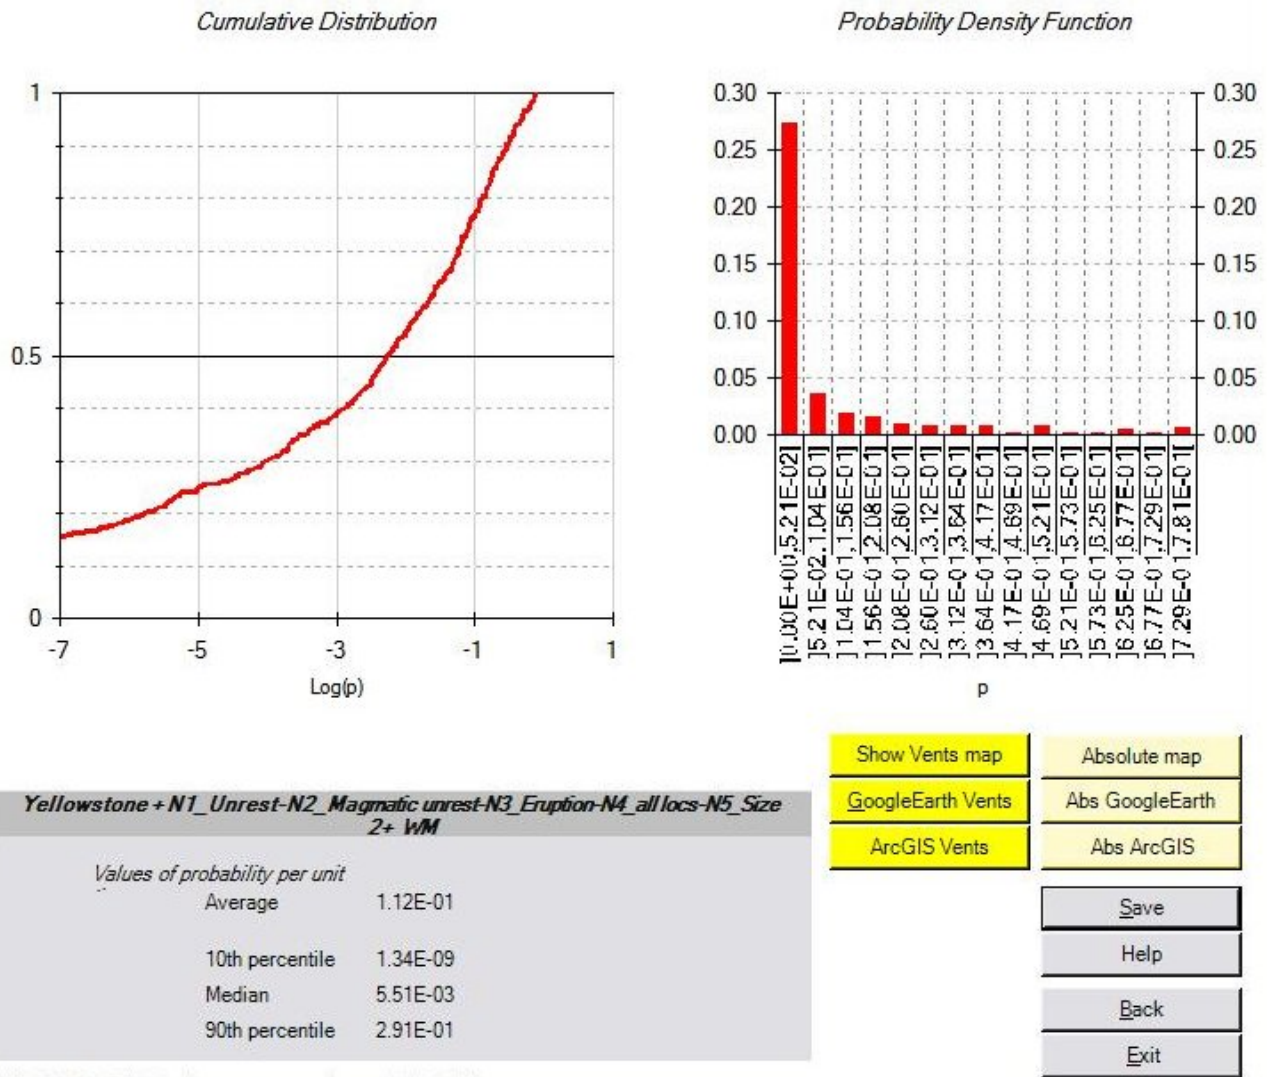 Cumulative Distribution
Probability Density Function
1
0.5
0
-7 -5 -3 -1 1
Log(p)
0.30 0.30
0.25 0.25
0.20 0.20
0.15 0.15
0.10 0.10
0.05 0.05
0.00 0.00
]0.00E+00,5.21E-02]
]5.21E-02,1.04E-01]
]1.04E-01,1.56E-01]
]1.56E-01,2.08E-01]
]2.08E-01,2.60E-01]
]2.60E-01,3.12E-01]
]3.12E-01,3.64E-01]
]3.64E-01,4.17E-01]
]4.17E-01,4.69E-01]
]4.69E-01,5.21E-01]
]5.21E-01,5.73E-01]
]5.73E-01,6.25E-01]
]6.25E-01,6.77E-01]
]6.77E-01,7.29E-01]
]7.29E-01,7.81E-01[
p
Show Vents map
Absolute map
GoogleEarth Vents
Abs GoogleEarth
ArcGIS Vents
Abs ArcGIS
Save
Help
Back
Exit
Yellowstone + N1_Unrest-N2_Magmatic unrest-N3_Eruption-N4_all locs-N5_Size
2+ WM
Values of probability per unit
Average 1.12E-01
10th percentile 1.34E-09
Median 5.51E-03
90th percentile 2.91E-01